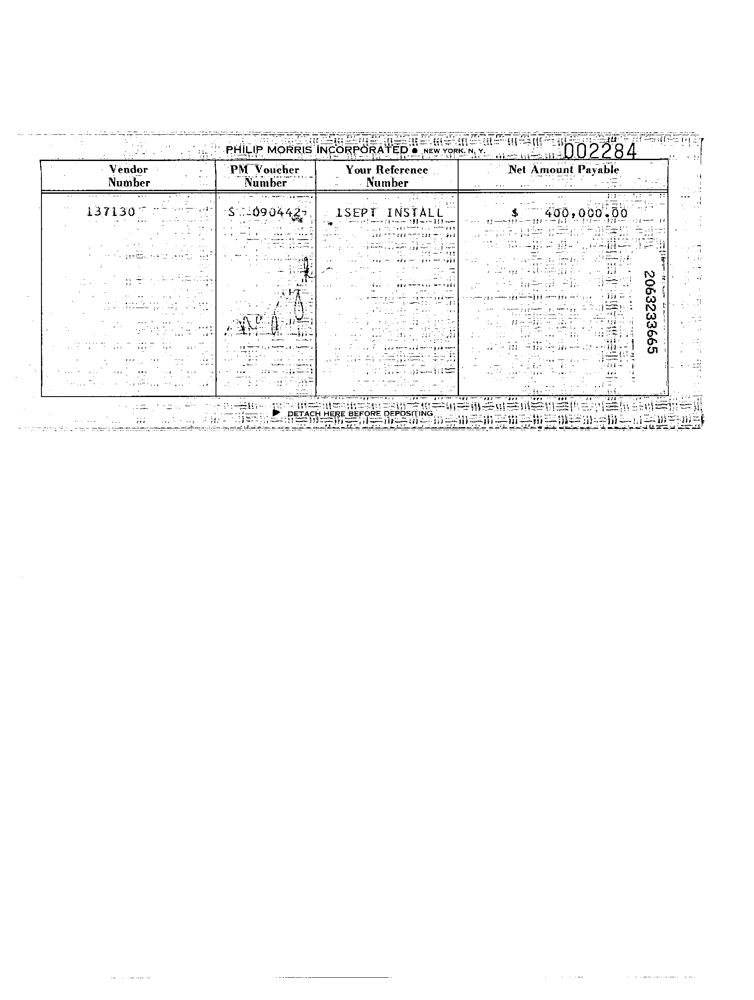 PHILIP MORRIS INCORPORATED ● NEW YORK, N. Y. 002284
Vendor Number PM Voucher Number Your Reference Number Net Amount Payable
137130 S 090442 1SEPT INSTALL $ 400,000.00
2063233665
▶ DETACH HERE BEFORE DEPOSITING